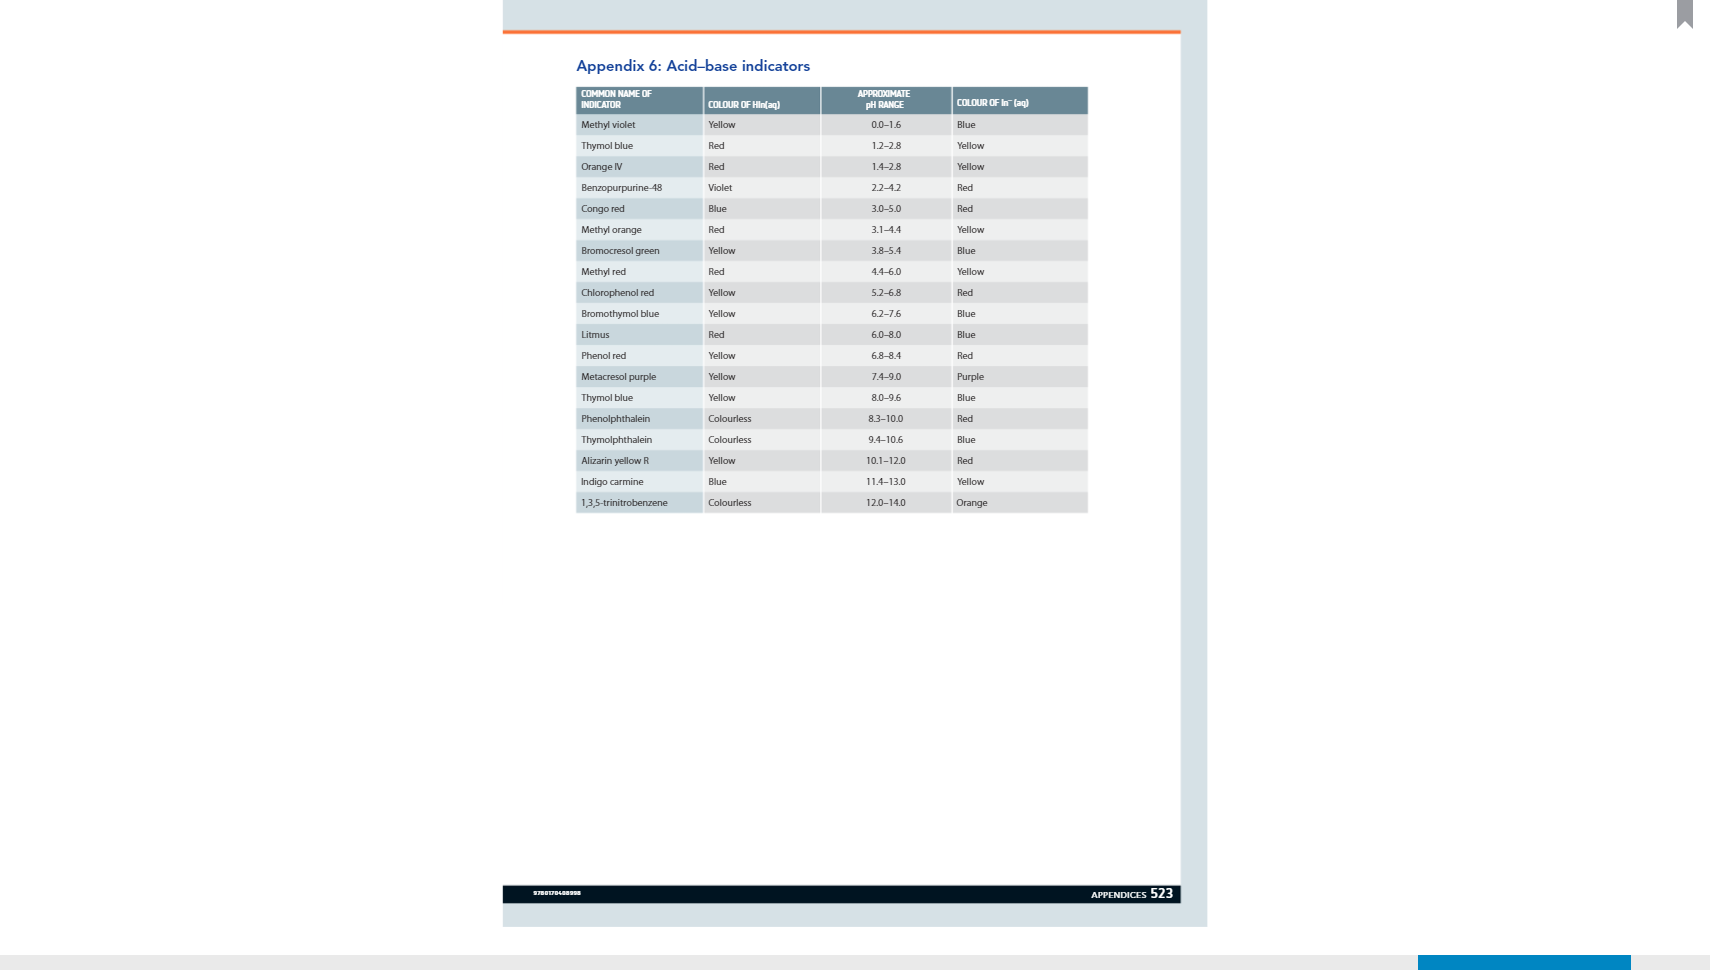 Appendix 6: Acid–base indicators
COMMON NAME OF INDICATOR COLOUR OF HIn(aq) APPROXIMATE pH RANGE COLOUR OF In⁻ (aq)
Methyl violet Yellow 0.0–1.6 Blue
Thymol blue Red 1.2–2.8 Yellow
Orange IV Red 1.4–2.8 Yellow
Benzopurpurine-48 Violet 2.2–4.2 Red
Congo red Blue 3.0–5.0 Red
Methyl orange Red 3.1–4.4 Yellow
Bromocresol green Yellow 3.8–5.4 Blue
Methyl red Red 4.4–6.0 Yellow
Chlorophenol red Yellow 5.2–6.8 Red
Bromothymol blue Yellow 6.2–7.6 Blue
Litmus Red 6.0–8.0 Blue
Phenol red Yellow 6.8–8.4 Red
Metacresol purple Yellow 7.4–9.0 Purple
Thymol blue Yellow 8.0–9.6 Blue
Phenolphthalein Colourless 8.3–10.0 Red
Thymolphthalein Colourless 9.4–10.6 Blue
Alizarin yellow R Yellow 10.1–12.0 Red
Indigo carmine Blue 11.4–13.0 Yellow
1,3,5-trinitrobenzene Colourless 12.0–14.0 Orange
APPENDICES 523